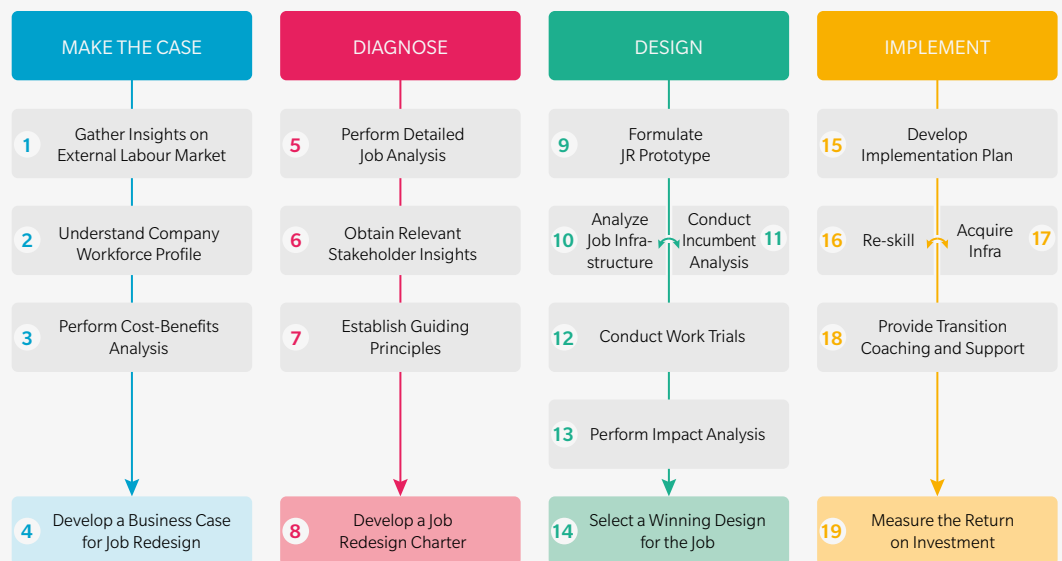 MAKE THE CASE
1
Gather Insights on
External Labour Market
2
Understand Company
Workforce Profile
3
Perform Cost-Benefits
Analysis
4
Develop a Business Case
for Job Redesign
DIAGNOSE
5
Perform Detailed
Job Analysis
6
Obtain Relevant
Stakeholder Insights
7
Establish Guiding
Principles
8
Develop a Job
Redesign Charter
DESIGN
9
Formulate
JR Prototype
10
Analyze
Job Infra-
structure
Conduct
Incumbent
Analysis
11
12
Conduct Work Trials
13
Perform Impact Analysis
14
Select a Winning Design
for the Job
IMPLEMENT
15
Develop
Implementation Plan
16
Re-skill
Acquire
Infra
17
18
Provide Transition
Coaching and Support
19
Measure the Return
on Investment